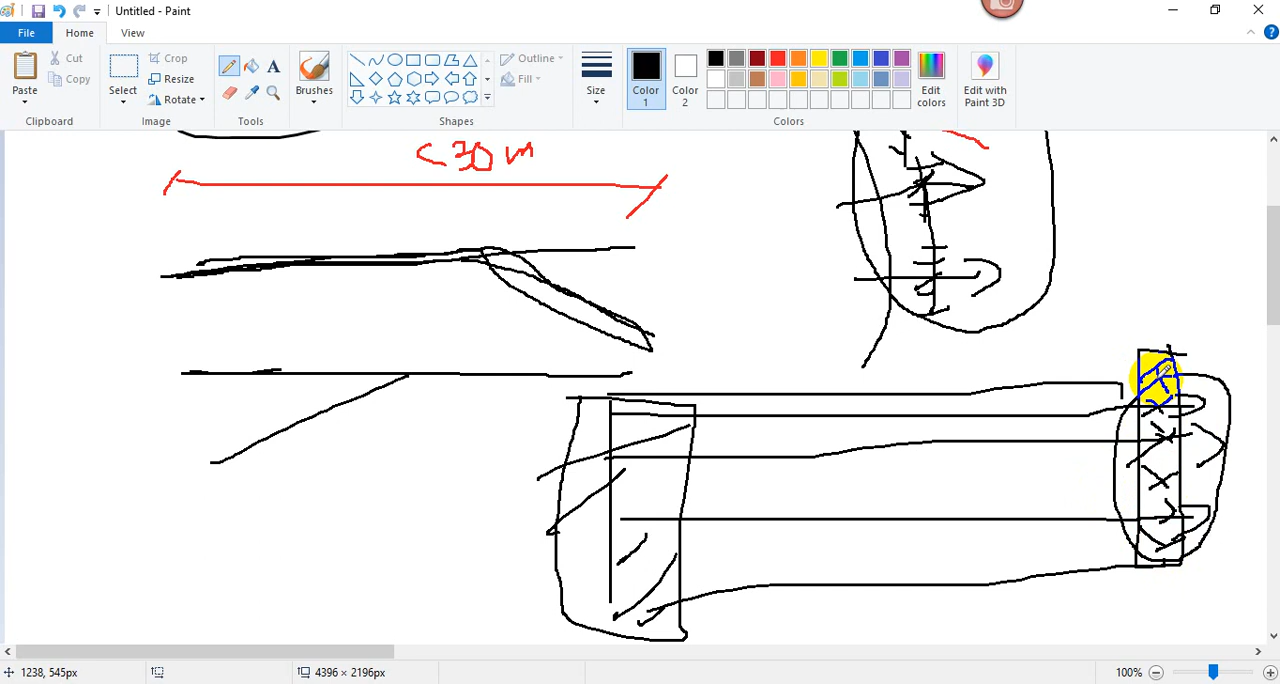 Untitled - Paint
File
Home
View
Paste
Cut
Copy
Clipboard
Select
Crop
Resize
Rotate
Image
A
Tools
Brushes
Shapes
Outline
Fill
Size
Color 1
Color 2
Edit colors
Edit with Paint 3D
Colors
<30 m
1238, 545px
4396 × 2196px
100%